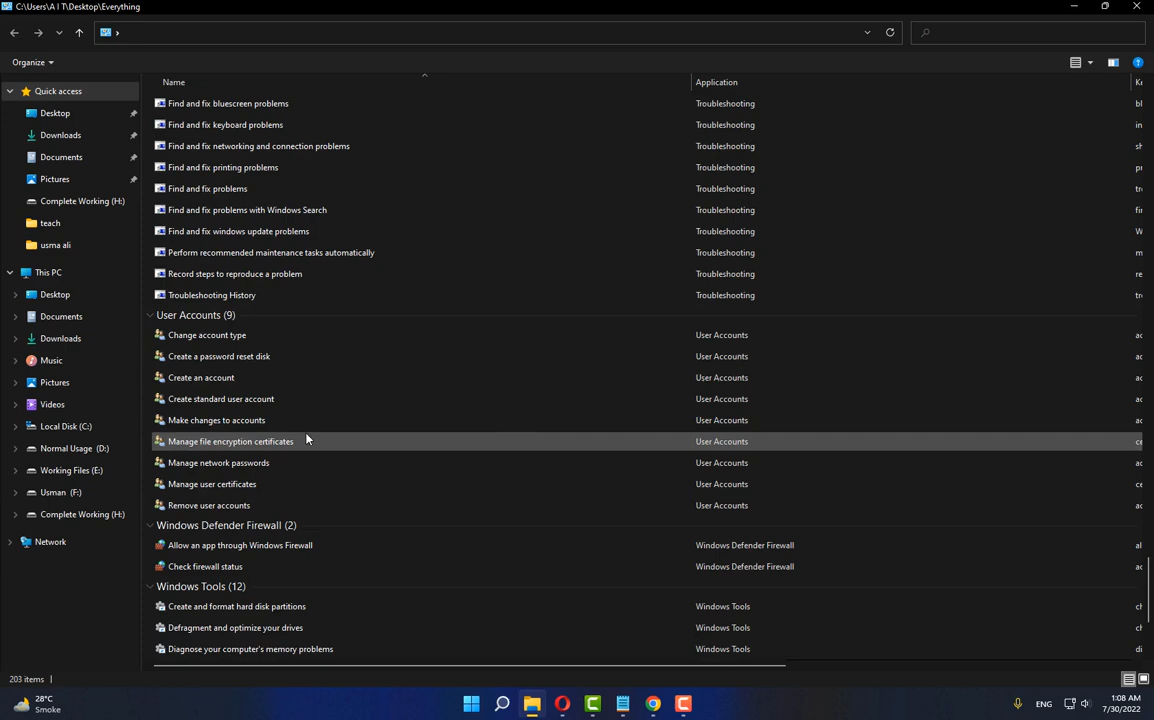 C:\Users\A I T\Desktop\Everything
Organize
Name Application
Quick access
Desktop
Downloads
Documents
Pictures
Complete Working (H:)
teach
usma ali
This PC
Desktop
Documents
Downloads
Music
Pictures
Videos
Local Disk (C:)
Normal Usage (D:)
Working Files (E:)
Usman (F:)
Complete Working (H:)
Network
Find and fix bluescreen problems Troubleshooting
Find and fix keyboard problems Troubleshooting
Find and fix networking and connection problems Troubleshooting
Find and fix printing problems Troubleshooting
Find and fix problems Troubleshooting
Find and fix problems with Windows Search Troubleshooting
Find and fix windows update problems Troubleshooting
Perform recommended maintenance tasks automatically Troubleshooting
Record steps to reproduce a problem Troubleshooting
Troubleshooting History Troubleshooting
User Accounts (9)
Change account type User Accounts
Create a password reset disk User Accounts
Create an account User Accounts
Create standard user account User Accounts
Make changes to accounts User Accounts
Manage file encryption certificates User Accounts
Manage network passwords User Accounts
Manage user certificates User Accounts
Remove user accounts User Accounts
Windows Defender Firewall (2)
Allow an app through Windows Firewall Windows Defender Firewall
Check firewall status Windows Defender Firewall
Windows Tools (12)
Create and format hard disk partitions Windows Tools
Defragment and optimize your drives Windows Tools
Diagnose your computer's memory problems Windows Tools
203 items
28°C
Smoke
ENG
1:08 AM
7/30/2022